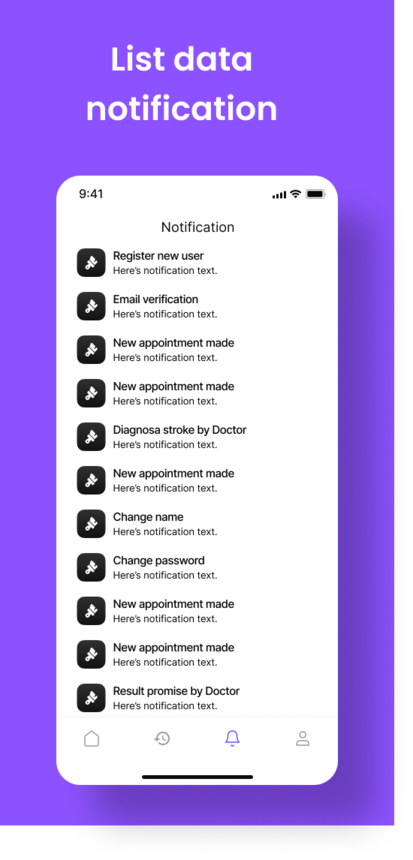 List data
notification
9:41
Notification
Register new user
Here's notification text.
Email verification
Here's notification text.
New appointment made
Here's notification text.
New appointment made
Here's notification text.
Diagnosa stroke by Doctor
Here's notification text.
New appointment made
Here's notification text.
Change name
Here's notification text.
Change password
Here's notification text.
New appointment made
Here's notification text.
New appointment made
Here's notification text.
Result promise by Doctor
Here's notification text.